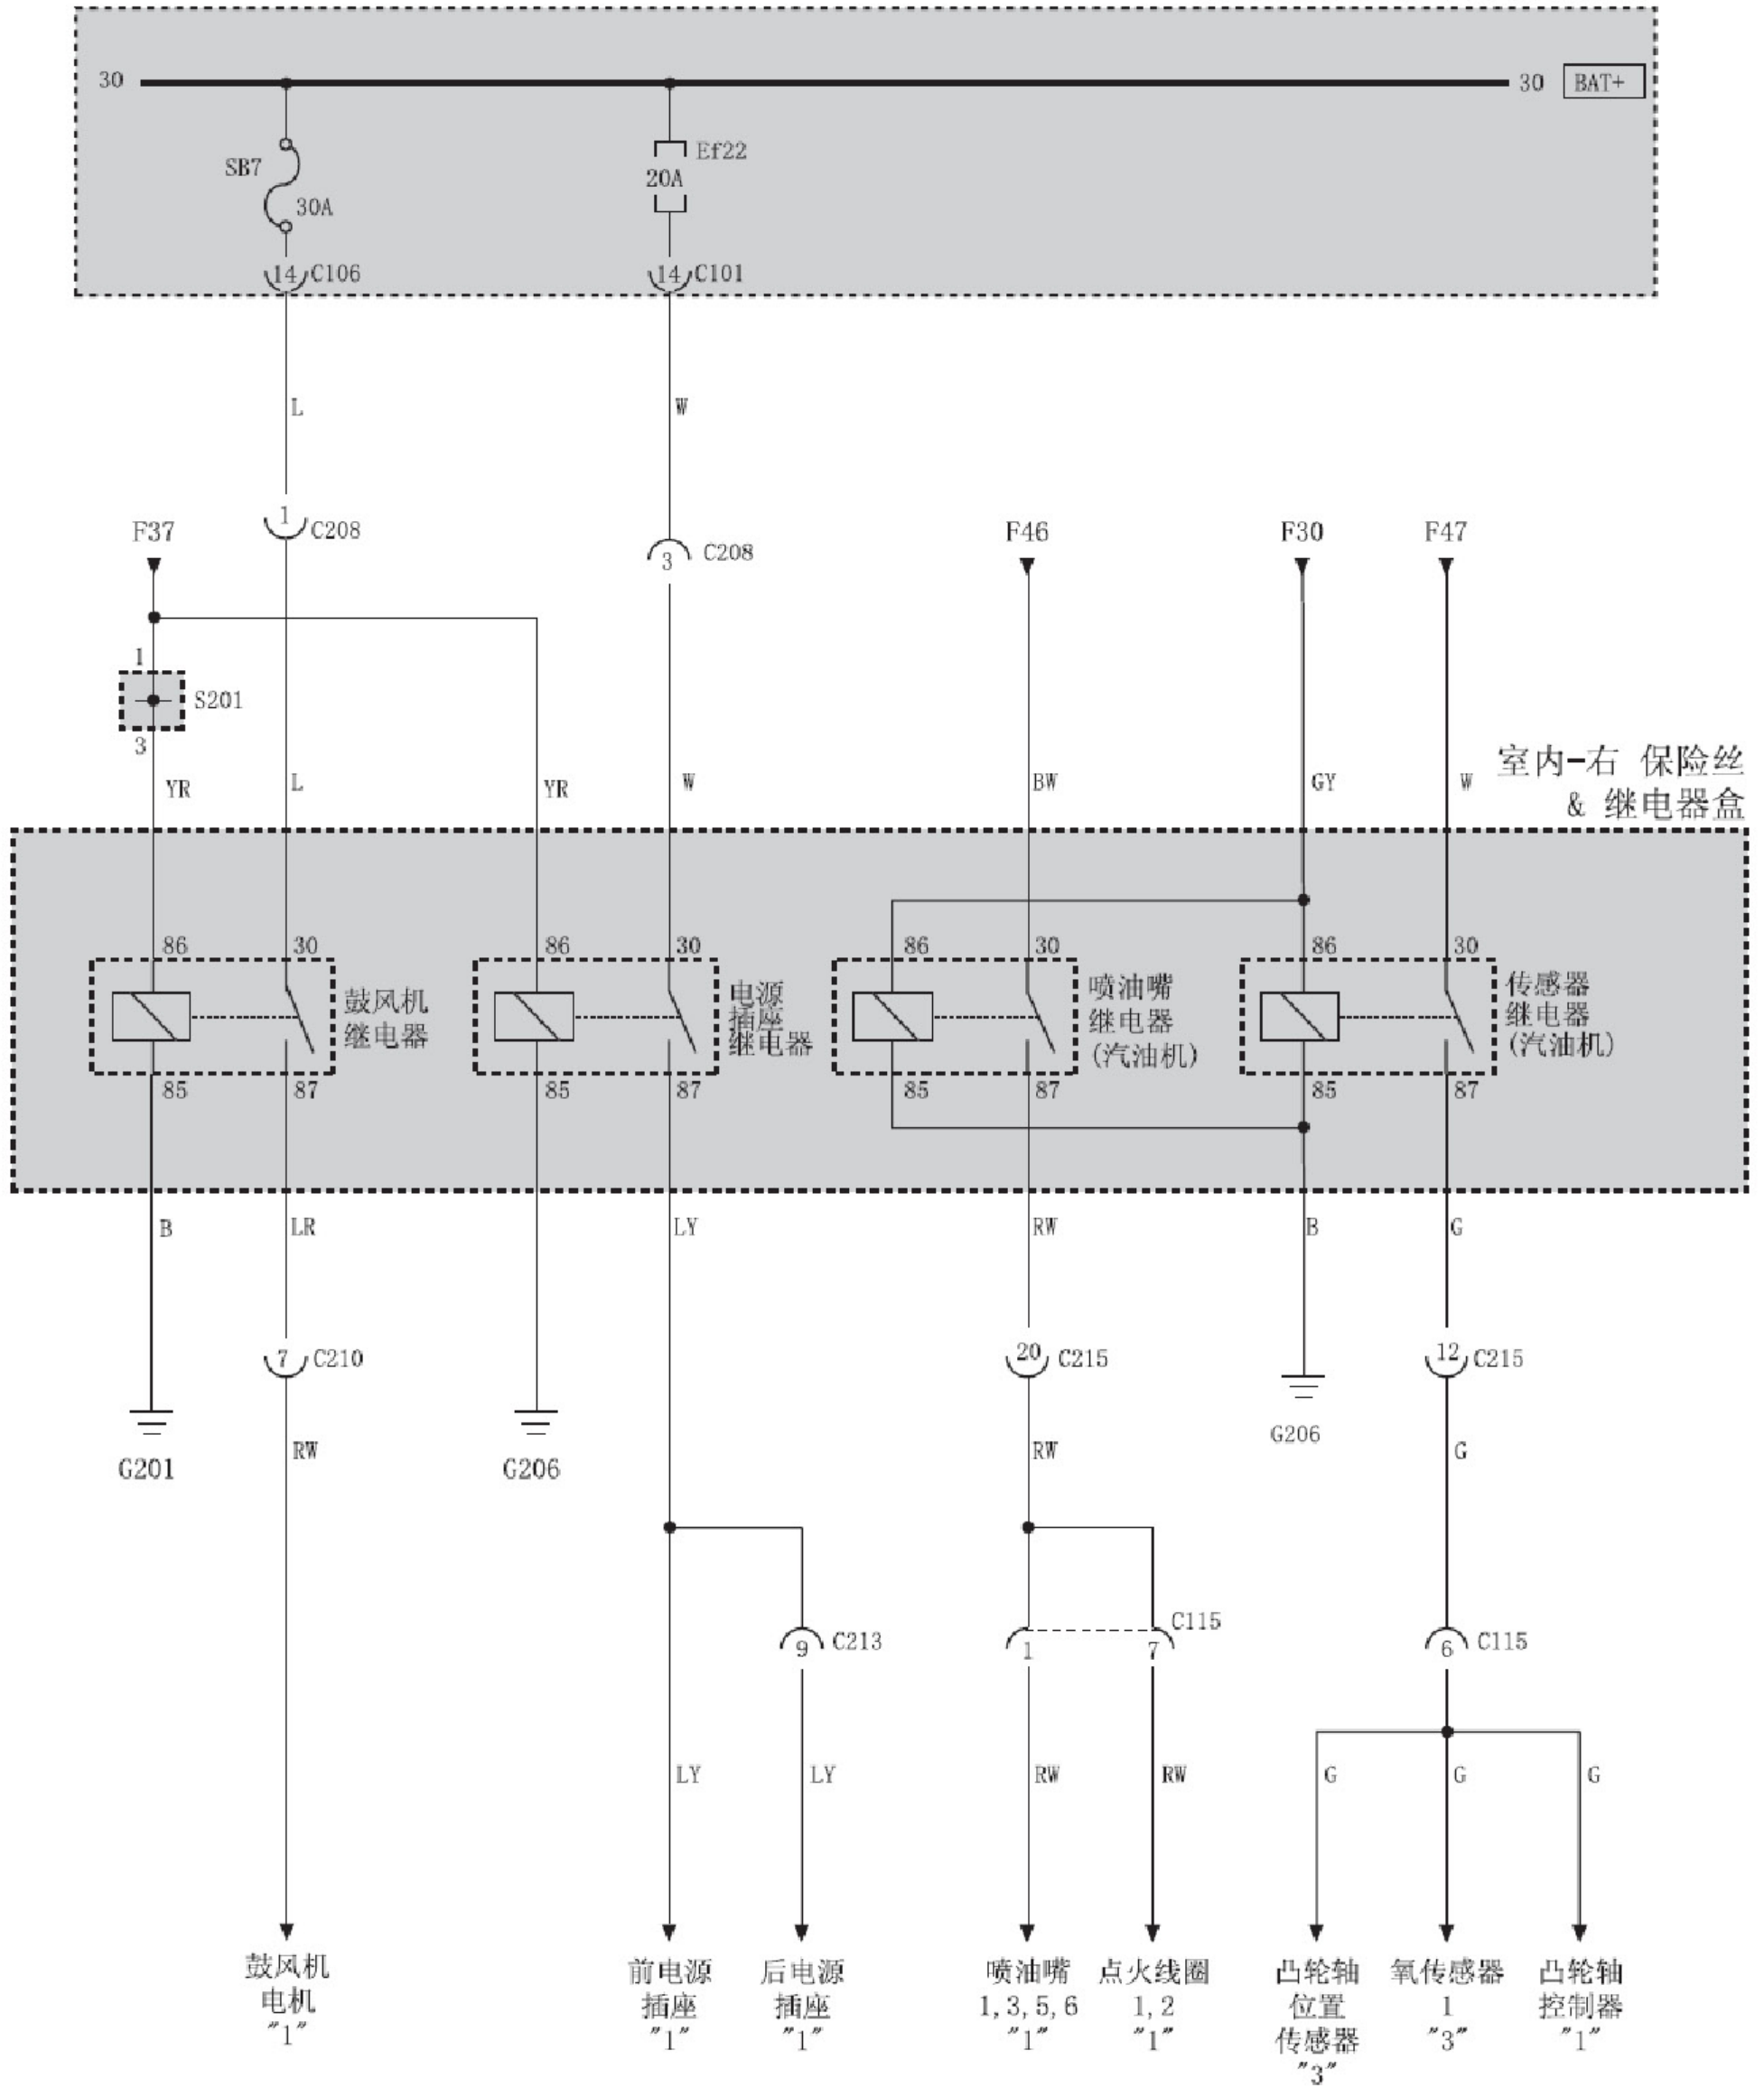 30
30
BAT+
SB7
30A
Ef22
20A
14
C106
14
C101
L
W
1
C208
3
C208
F37
F46
F30
F47
1
S201
3
YR
L
YR
W
BW
GY
W
室内-右 保险丝
& 继电器盒
86
30
86
30
86
30
86
30
鼓风机
继电器
电源
插座
继电器
喷油嘴
继电器
(汽油机)
传感器
继电器
(汽油机)
85
87
85
87
85
87
85
87
B
LR
LY
RW
B
G
7
C210
20
C215
12
C215
G201
RW
G206
RW
G206
G
9
C213
1
7
C115
6
C115
LY
LY
RW
RW
G
G
G
鼓风机
电机
"1"
前电源
插座
"1"
后电源
插座
"1"
喷油嘴
1,3,5,6
"1"
点火线圈
1,2
"1"
凸轮轴
位置
传感器
"3"
氧传感器
1
"3"
凸轮轴
控制器
"1"